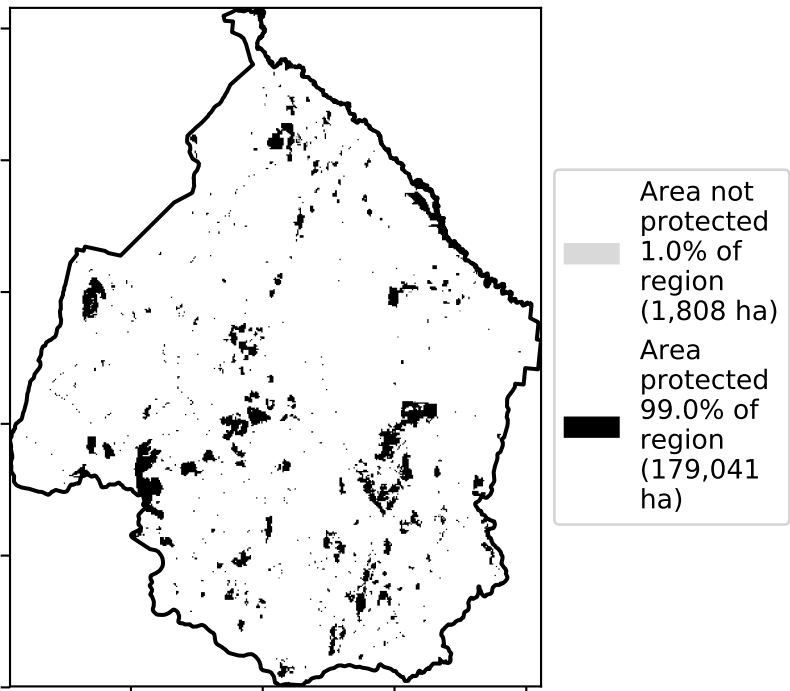 Area not
protected
1.0% of
region
(1,808 ha)
Area
protected
99.0% of
region
(179,041
ha)